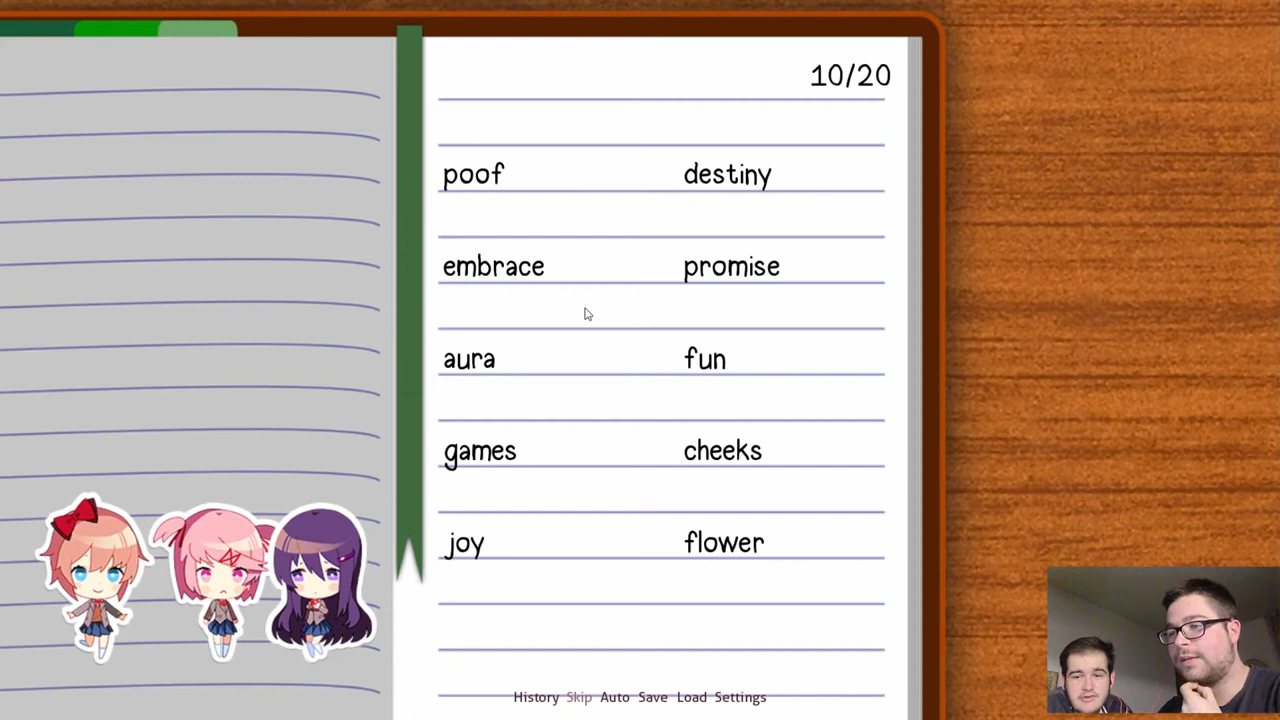 10/20
poof destiny
embrace promise
aura fun
games cheeks
joy flower
History Skip Auto Save Load Settings